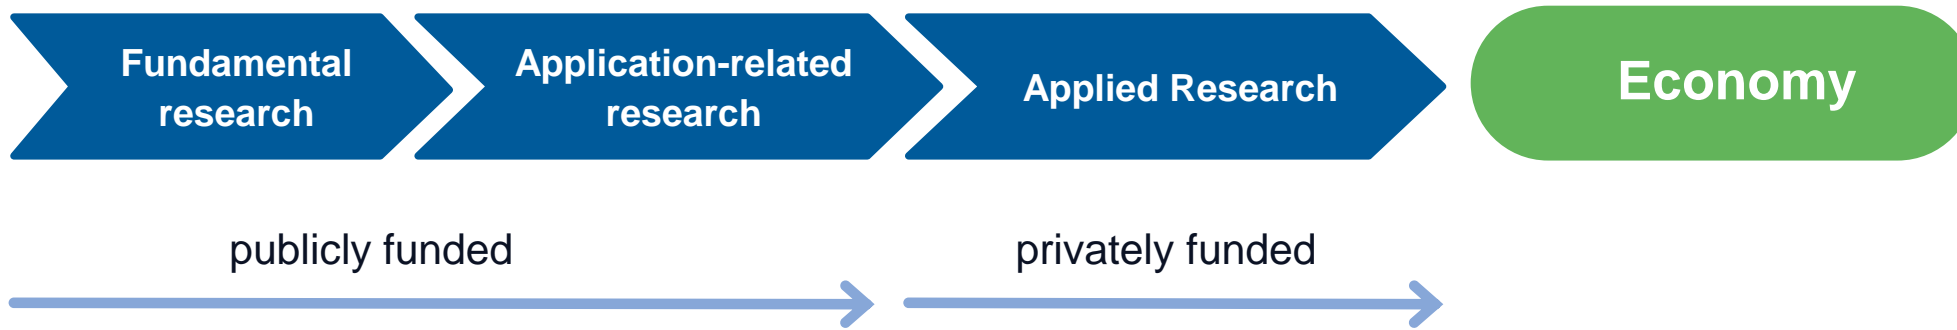 Fundamental
research
Application-related
research
Applied Research
Economy
publicly funded
privately funded